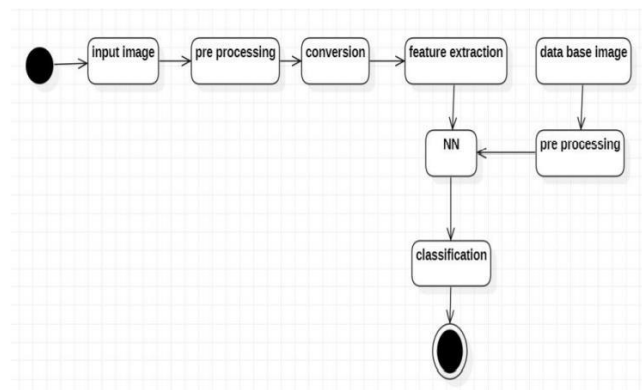 input image
pre processing
conversion
feature extraction
data base image
NN
pre processing
classification